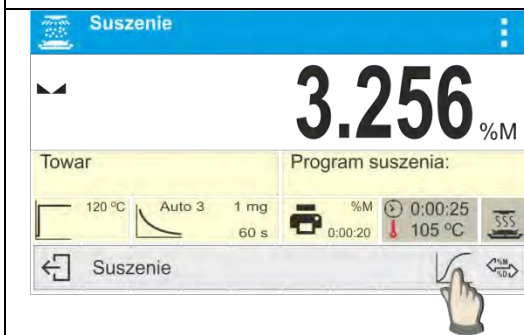 Suszenie
3.256 %M
Towar
Program suszenia:
120 °C
Auto 3
1 mg
60 s
%M
0:00:20
0:00:25
105 °C
SSS
Suszenie
%M
%D